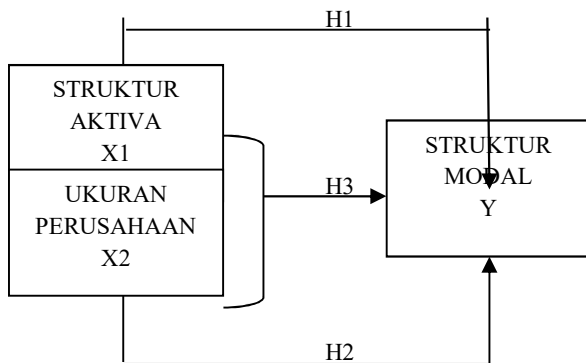 H1
STRUKTUR
AKTIVA
X1
UKURAN
PERUSAHAAN
X2
H3
STRUKTUR
MODAL
Y
H2